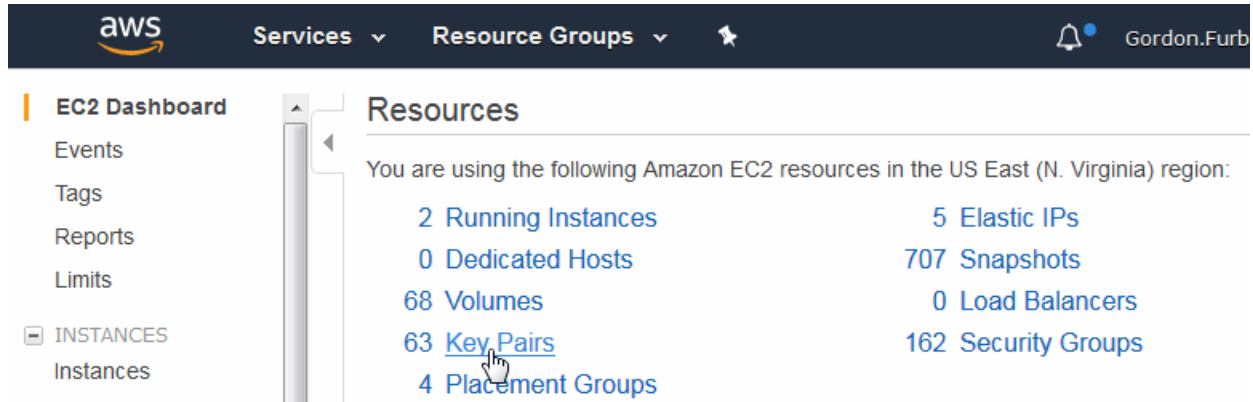 aws Services Resource Groups Gordon.Furb
EC2 Dashboard
Events
Tags
Reports
Limits
INSTANCES
Instances
Resources
You are using the following Amazon EC2 resources in the US East (N. Virginia) region:
2 Running Instances 5 Elastic IPs
0 Dedicated Hosts 707 Snapshots
68 Volumes 0 Load Balancers
63 Key Pairs 162 Security Groups
4 Placement Groups